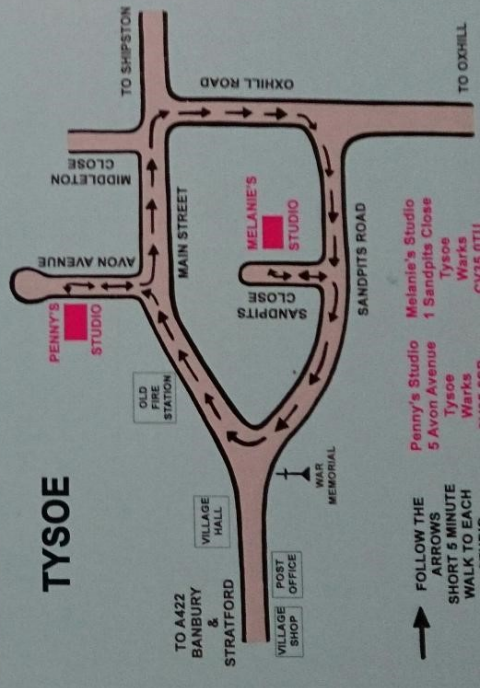 TYSOE
TO A422
BANBURY
&
STRATFORD
VILLAGE
HALL
VILLAGE
SHOP
POST
OFFICE
WAR
MEMORIAL
OLD
FIRE
STATION
PENNY'S
STUDIO
AVON AVENUE
MAIN STREET
MIDDLETON
CLOSE
TO SHIPSTON
OXHILL ROAD
MELANIE'S
STUDIO
SANDPITS
CLOSE
SANDPITS ROAD
TO OXHILL
FOLLOW THE
ARROWS
SHORT 5 MINUTE
WALK TO EACH
Penny's Studio
5 Avon Avenue
Tysoe
Warks
Melanie's Studio
1 Sandpits Close
Tysoe
Warks